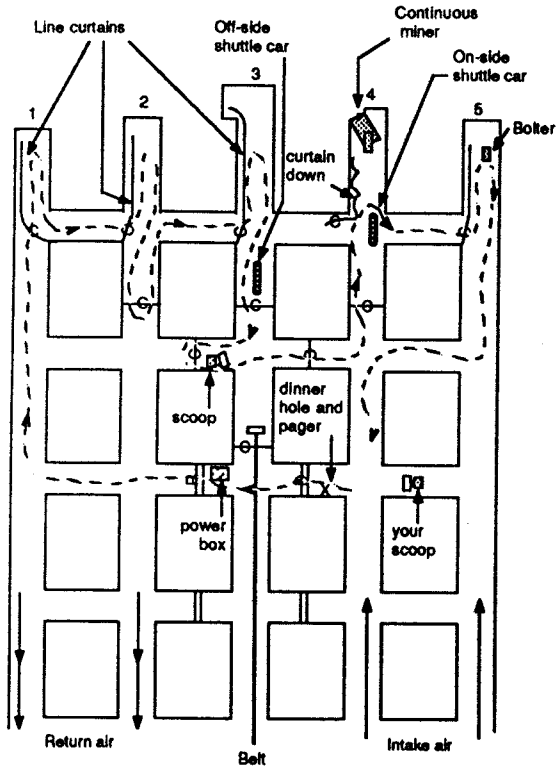 Line curtains
Off-side
shuttle car
Continuous
miner
On-side
shuttle car
1
2
3
4
5
Bolter
curtain
down
scoop
dinner
hole and
pager
X
power
box
your
scoop
Return air
Belt
Intake air